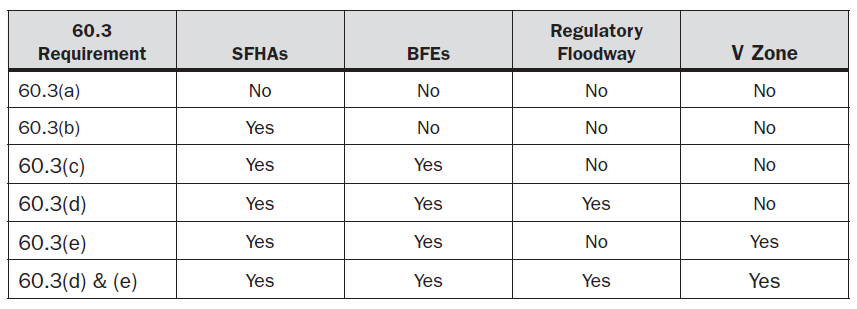 60.3
Requirement SFHAs BFEs Regulatory
Floodway V Zone
60.3(a) No No No No
60.3(b) Yes No No No
60.3(c) Yes Yes No No
60.3(d) Yes Yes Yes No
60.3(e) Yes Yes No Yes
60.3(d) & (e) Yes Yes Yes Yes